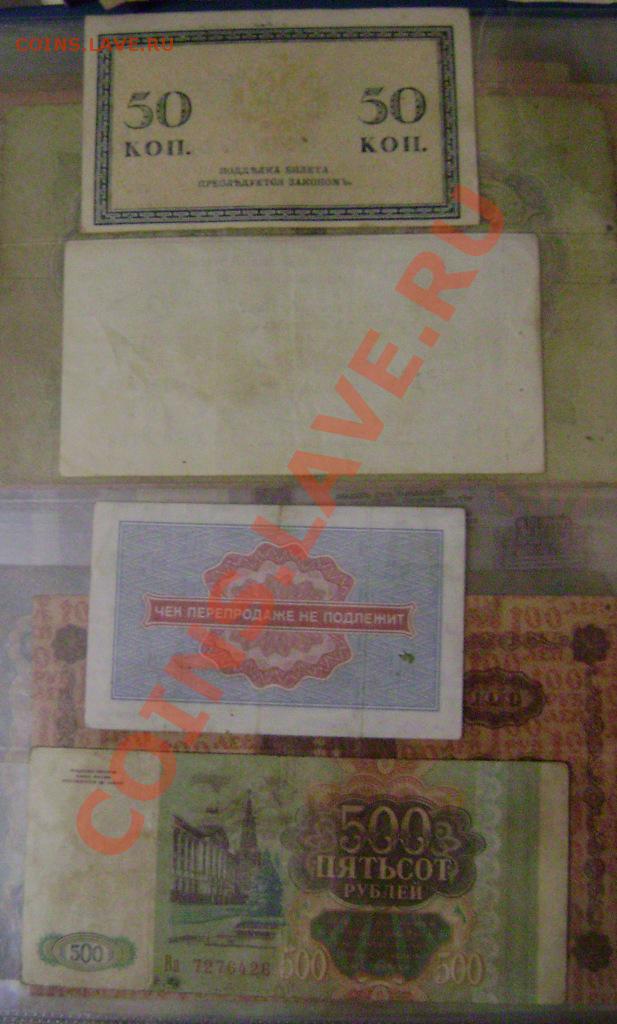 COINS.LAVE.RU
50
50
КОП.
КОП.
ПОДДѢЛКА БИЛЕТА
ПРЕСЛѢДУЕТСЯ ЗАКОНОМЪ.
COINS.LAVE.RU
ЧЕК ПЕРЕПРОДАЖЕ НЕ ПОДЛЕЖИТ
500
ПЯТЬСОТ
РУБЛЕЙ
500
7276426
500
500